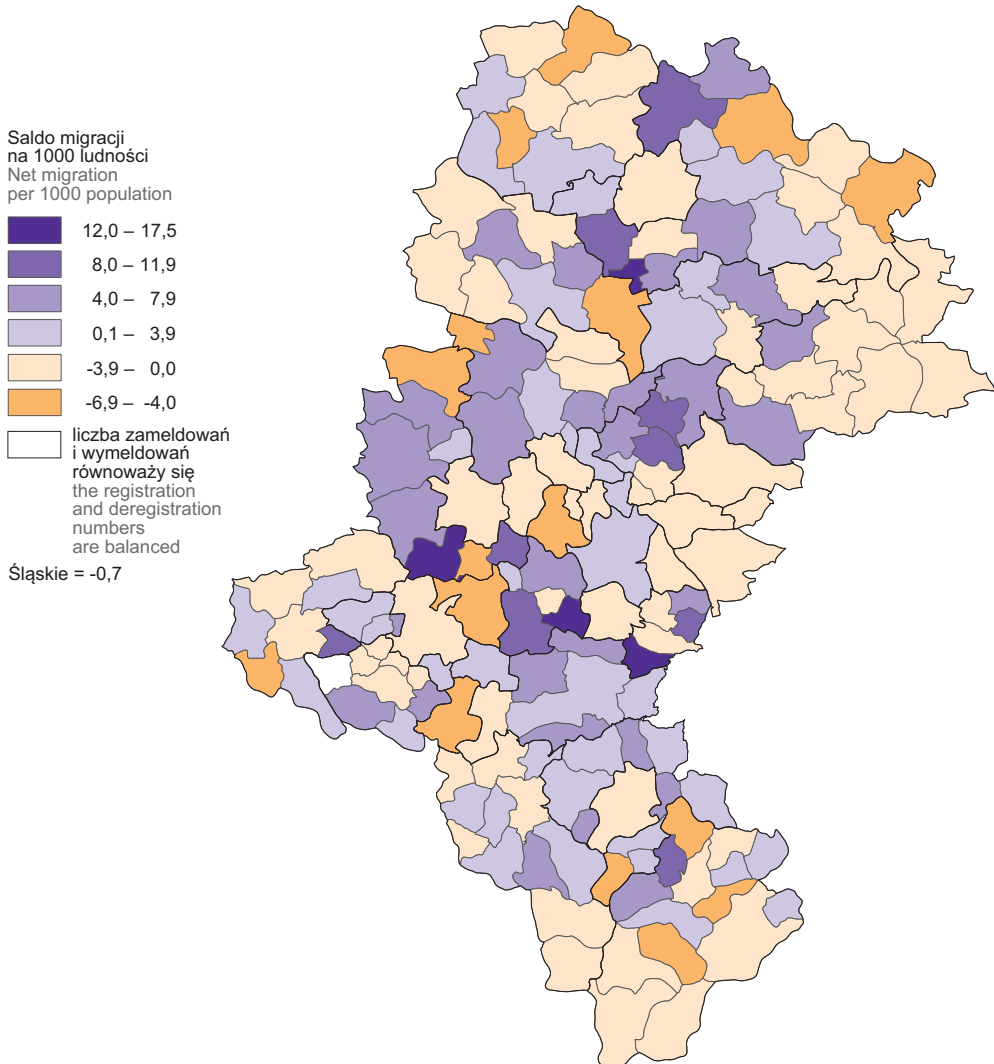 Saldo migracji
na 1000 ludności
Net migration
per 1000 population
12,0 – 17,5
8,0 – 11,9
4,0 – 7,9
0,1 – 3,9
-3,9 – 0,0
-6,9 – -4,0
liczba zameldowań
i wymeldowań
równoważy się
the registration
and deregistration
numbers
are balanced
Śląskie = -0,7